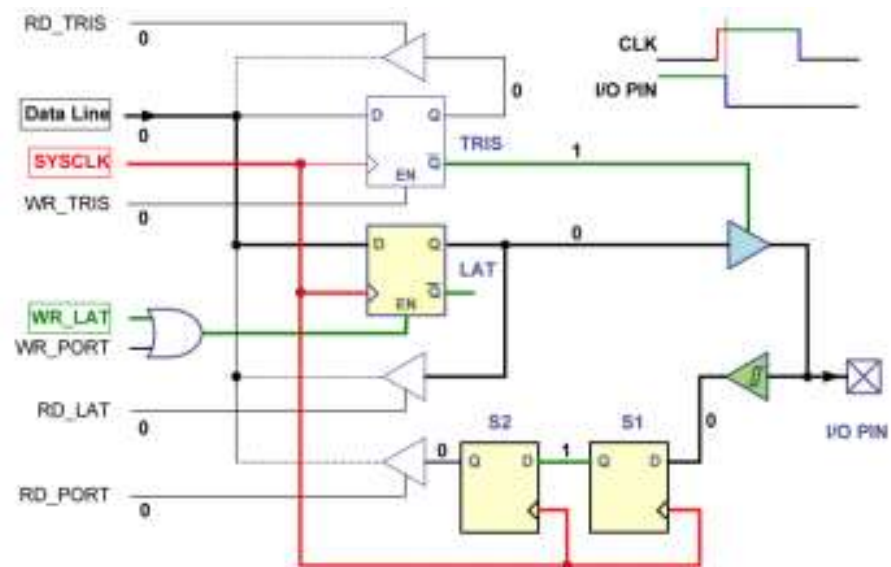 RD_TRIS
0
CLK
I/O PIN
0
Data Line
0
D Q
TRIS
SYSCLK
EN Q
1
WR_TRIS
0
D Q
0
LAT
EN Q
WR_LAT
WR_PORT
RD_LAT
0
S2
S1
0
I/O PIN
0
Q D
1
Q D
RD_PORT
0